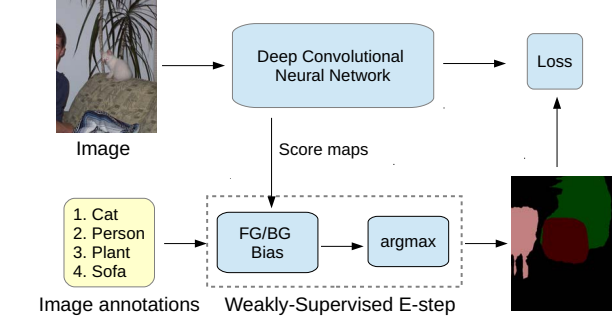 Deep Convolutional
Neural Network
Loss
Image
Score maps
1. Cat
2. Person
3. Plant
4. Sofa
FG/BG
Bias
argmax
Image annotations
Weakly-Supervised E-step